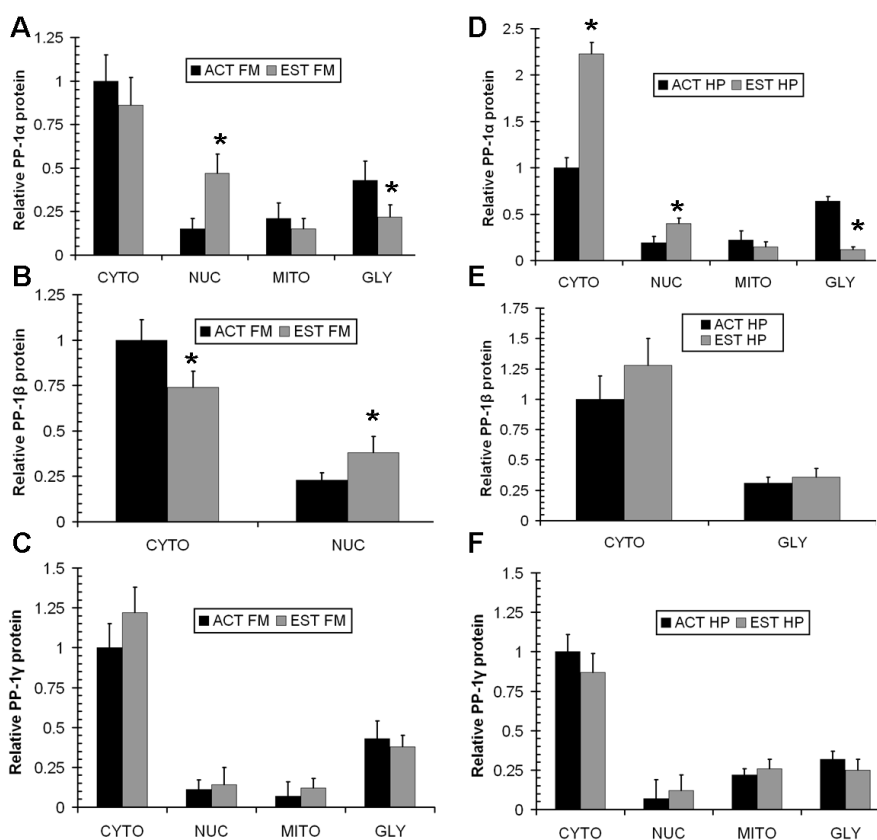 A
Relative PP-1α protein
1.25
1
0.75
0.5
0.25
0
ACT FM EST FM
*
*
CYTO NUC MITO GLY
B
Relative PP-1β protein
1.25
1
0.75
0.5
0.25
0
ACT FM EST FM
*
*
CYTO NUC
C
Relative PP-1γ protein
1.5
1.25
1
0.75
0.5
0.25
0
ACT FM EST FM
CYTO NUC MITO GLY
D
Relative PP-1α protein
2.5
2
1.5
1
0.5
0
ACT HP EST HP
*
*
*
CYTO NUC MITO GLY
E
Relative PP-1β protein
1.75
1.5
1.25
1
0.75
0.5
0.25
0
ACT HP
EST HP
CYTO GLY
F
Relative PP-1γ protein
1.5
1.25
1
0.75
0.5
0.25
0
ACT HP EST HP
CYTO NUC MITO GLY